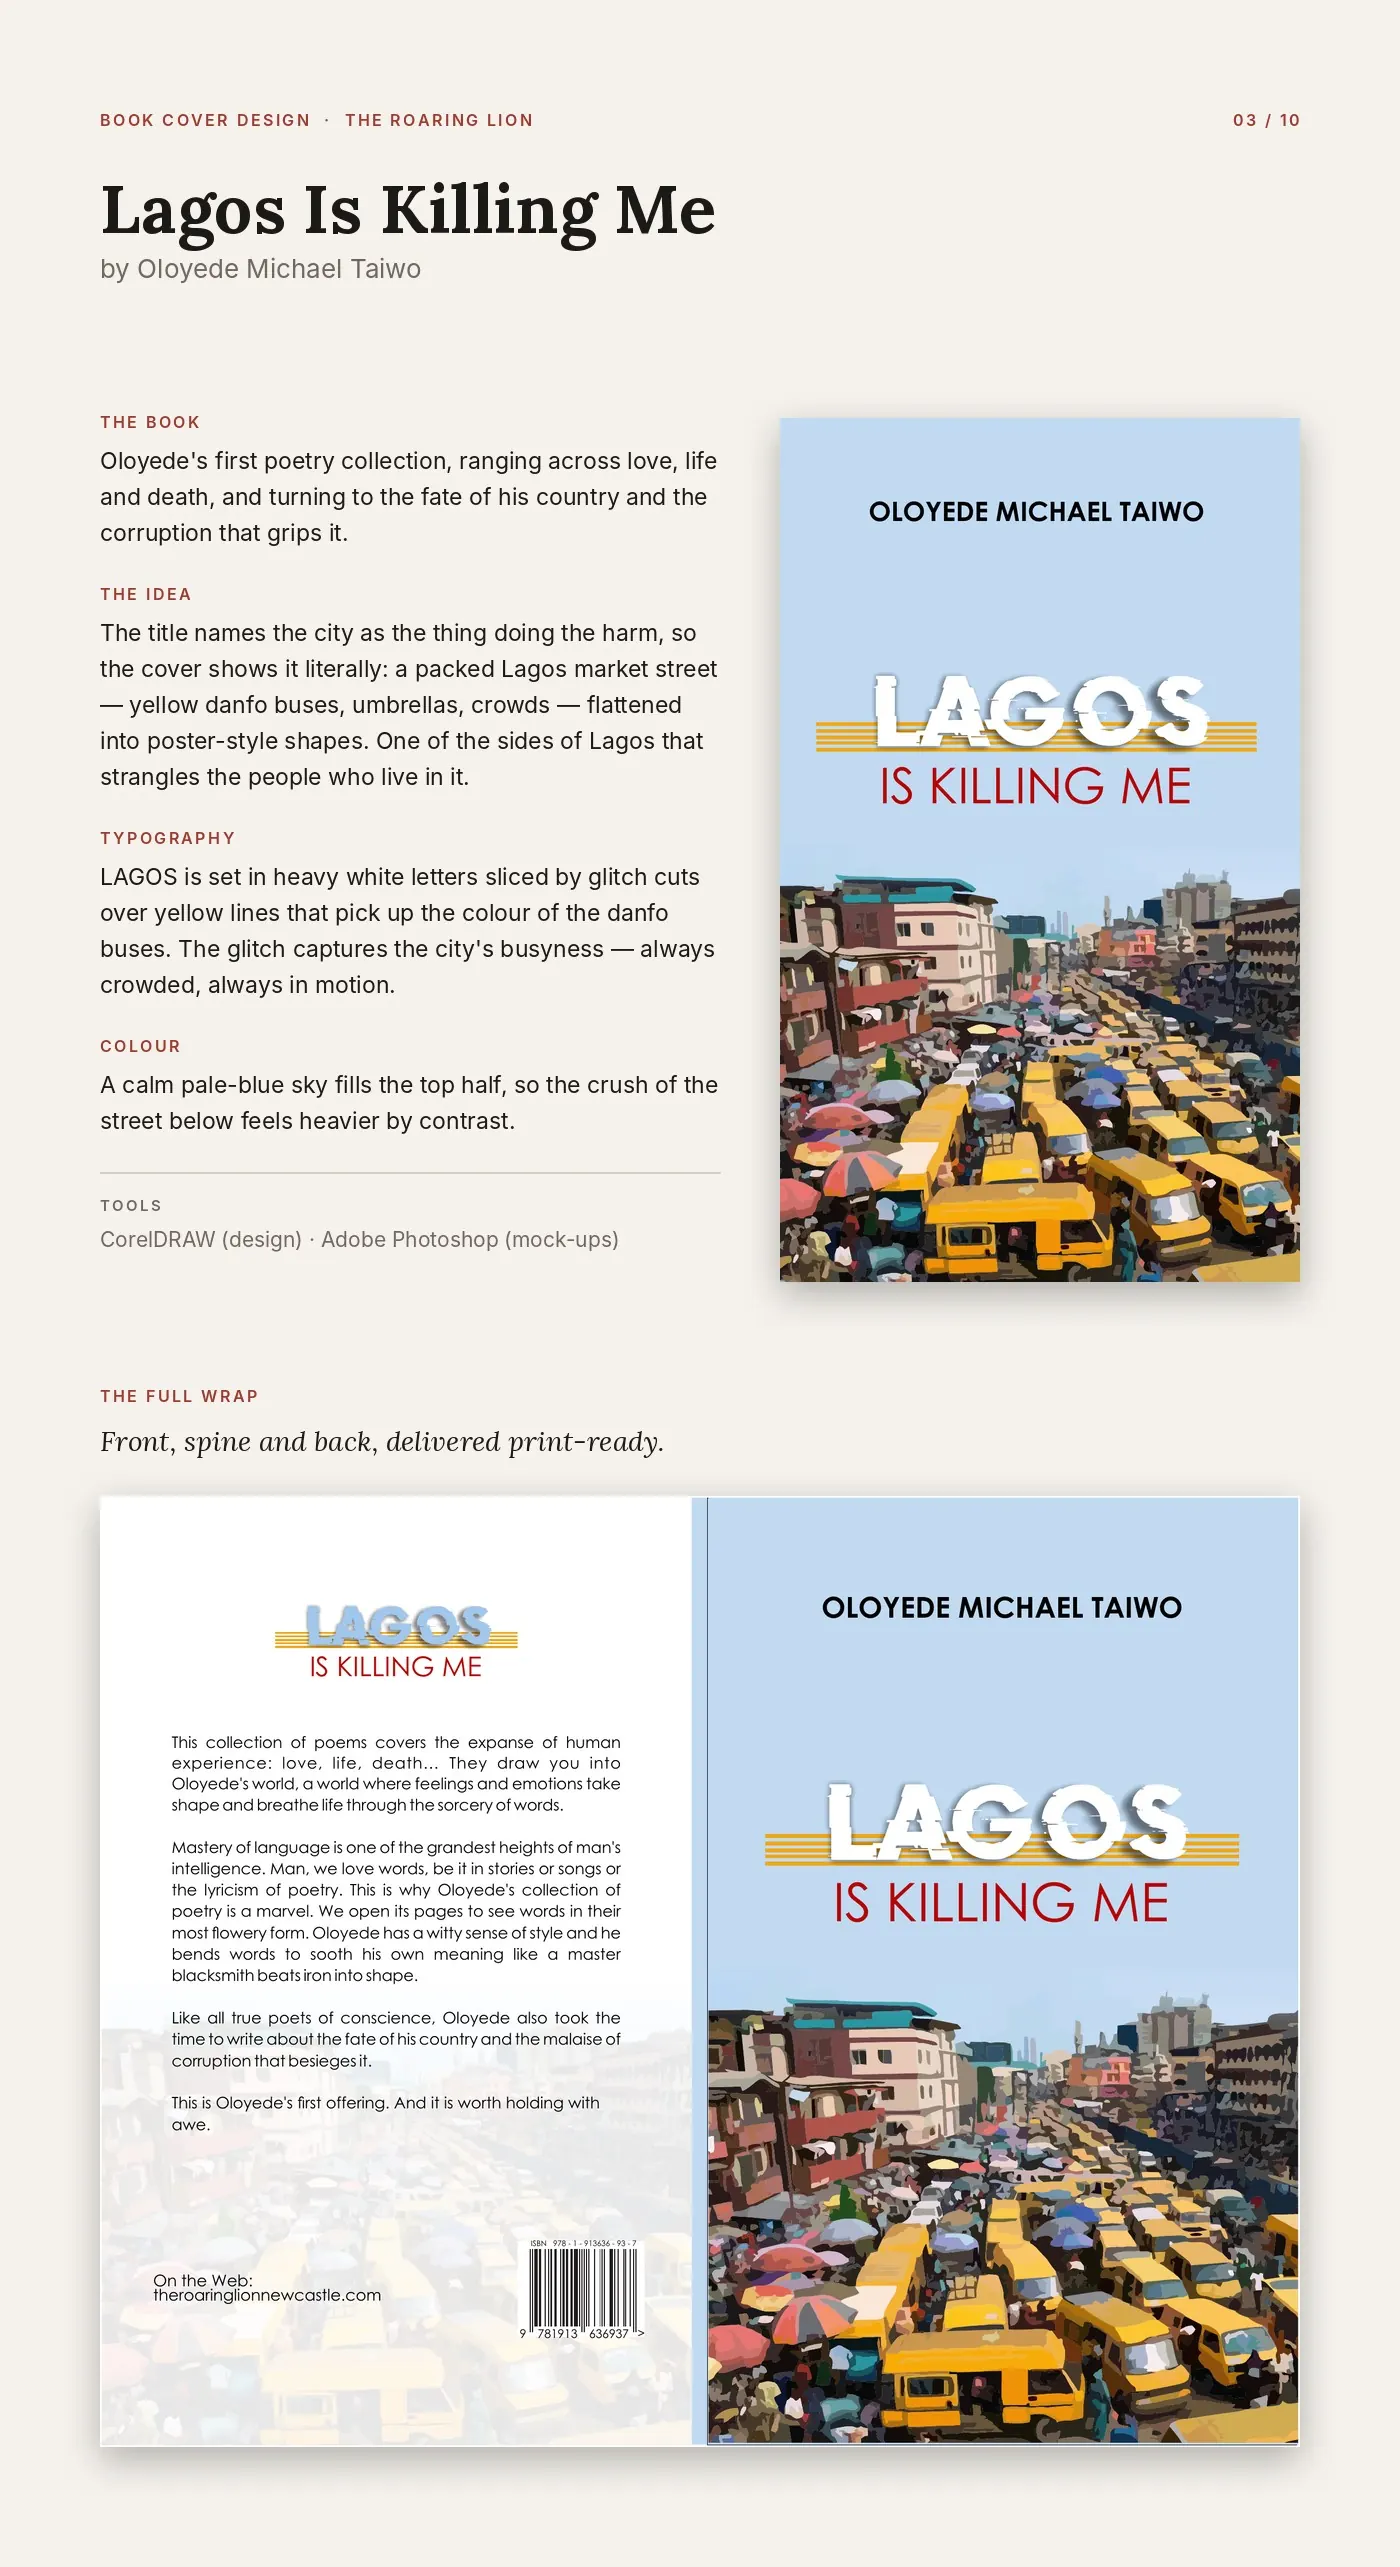 BOOK COVER DESIGN · THE ROARING LION
03 / 10
Lagos Is Killing Me
by Oloyede Michael Taiwo
THE BOOK
Oloyede's first poetry collection, ranging across love, life
and death, and turning to the fate of his country and the
corruption that grips it.
THE IDEA
The title names the city as the thing doing the harm, so
the cover shows it literally: a packed Lagos market street
— yellow danfo buses, umbrellas, crowds — flattened
into poster-style shapes. One of the sides of Lagos that
strangles the people who live in it.
TYPOGRAPHY
LAGOS is set in heavy white letters sliced by glitch cuts
over yellow lines that pick up the colour of the danfo
buses. The glitch captures the city's busyness — always
crowded, always in motion.
COLOUR
A calm pale-blue sky fills the top half, so the crush of the
street below feels heavier by contrast.
TOOLS
CorelDRAW (design) · Adobe Photoshop (mock-ups)
OLOYEDE MICHAEL TAIWO
LAGOS
IS KILLING ME
THE FULL WRAP
Front, spine and back, delivered print-ready.
LAGOS
IS KILLING ME
This collection of poems covers the expanse of human
experience: love, life, death... They draw you into
Oloyede's world, a world where feelings and emotions take
shape and breathe life through the sorcery of words.
Mastery of language is one of the grandest heights of man's
intelligence. Man, we love words, be it in stories or songs or
the lyricism of poetry. This is why Oloyede's collection of
poetry is a marvel. We open its pages to see words in their
most flowery form. Oloyede has a witty sense of style and he
bends words to sooth his own meaning like a master
blacksmith beats iron into shape.
Like all true poets of conscience, Oloyede also took the
time to write about the fate of his country and the malaise of
corruption that besieges it.
This is Oloyede's first offering. And it is worth holding with
awe.
On the Web:
theroaringlionnewcastle.com
ISBN 978 - 1 - 913636 - 93 - 7
9 781913 636937 >
OLOYEDE MICHAEL TAIWO
LAGOS
IS KILLING ME